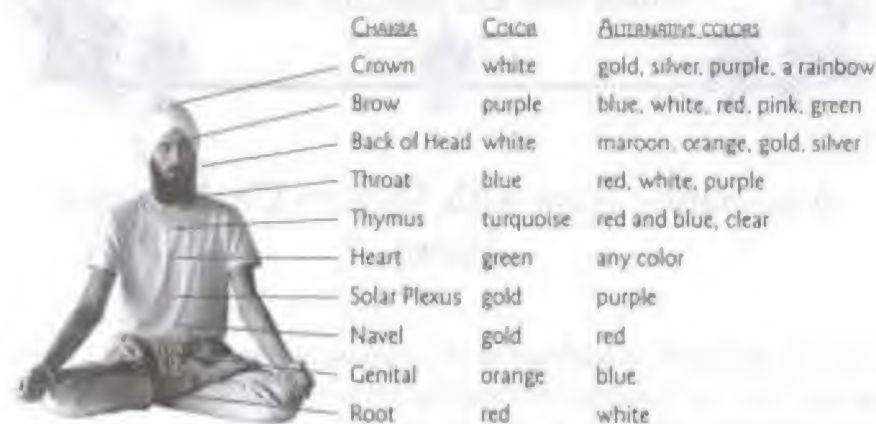 CHAKRA COLOR ALTERNATIVE COLORS
Crown white gold, silver, purple, a rainbow
Brow purple blue, white, red, pink, green
Back of Head white maroon, orange, gold, silver
Throat blue red, white, purple
Thymus turquoise red and blue, clear
Heart green any color
Solar Plexus gold purple
Navel gold red
Genital orange blue
Root red white